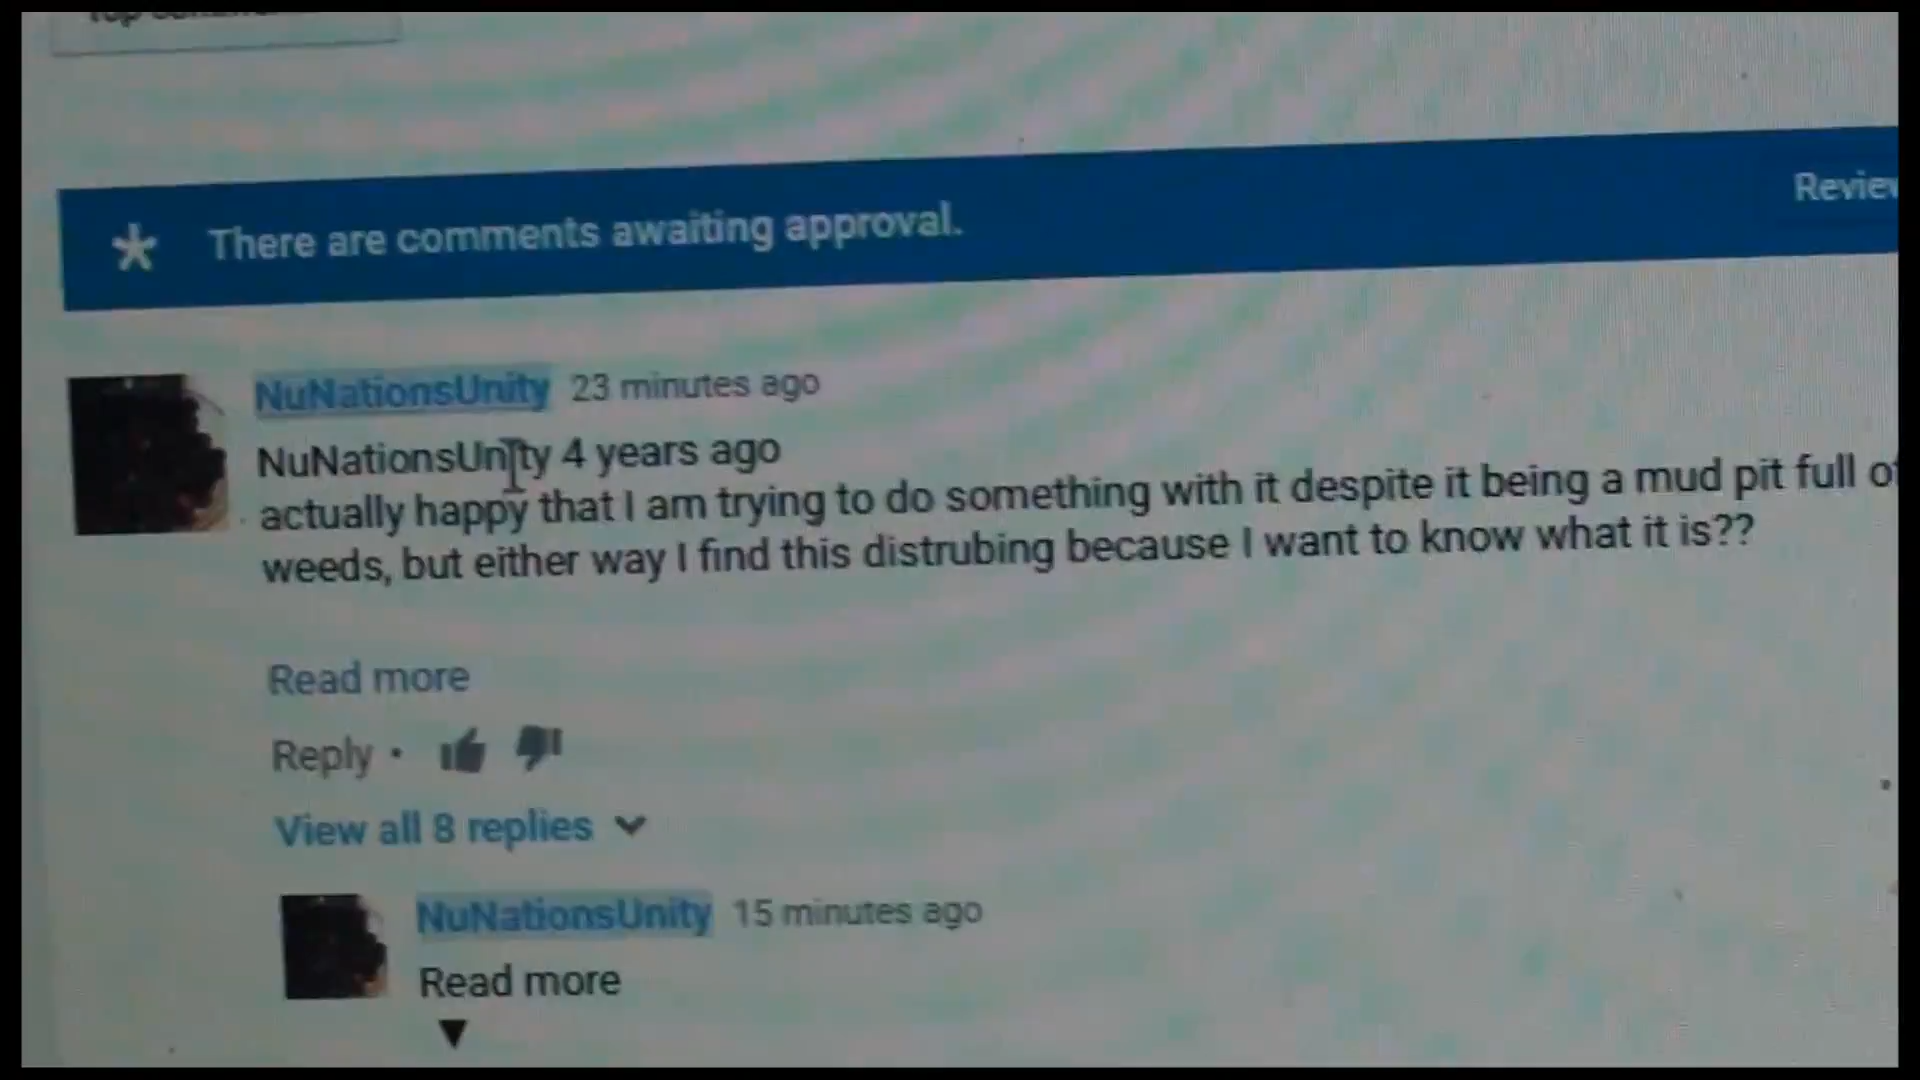 There are comments awaiting approval.
NuNationsUnity 23 minutes ago
NuNationsUnity 4 years ago
actually happy that I am trying to do something with it despite it being a mud pit full of
weeds, but either way I find this distrubing because I want to know what it is??
Read more
Reply •
View all 8 replies
NuNationsUnity 15 minutes ago
Read more